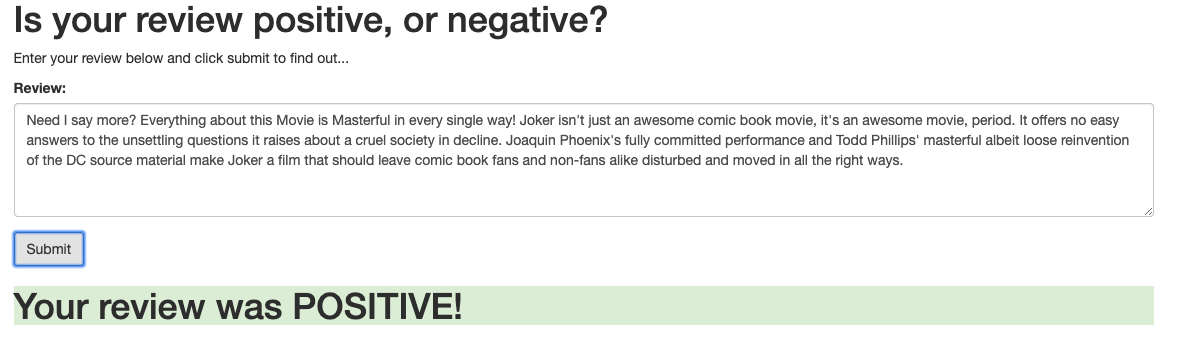 Is your review positive, or negative?
Enter your review below and click submit to find out...
Review:
Need I say more? Everything about this Movie is Masterful in every single way! Joker isn't just an awesome comic book movie, it's an awesome movie, period. It offers no easy
answers to the unsettling questions it raises about a cruel society in decline. Joaquin Phoenix's fully committed performance and Todd Phillips' masterful albeit loose reinvention
of the DC source material make Joker a film that should leave comic book fans and non-fans alike disturbed and moved in all the right ways.
Submit
Your review was POSITIVE!